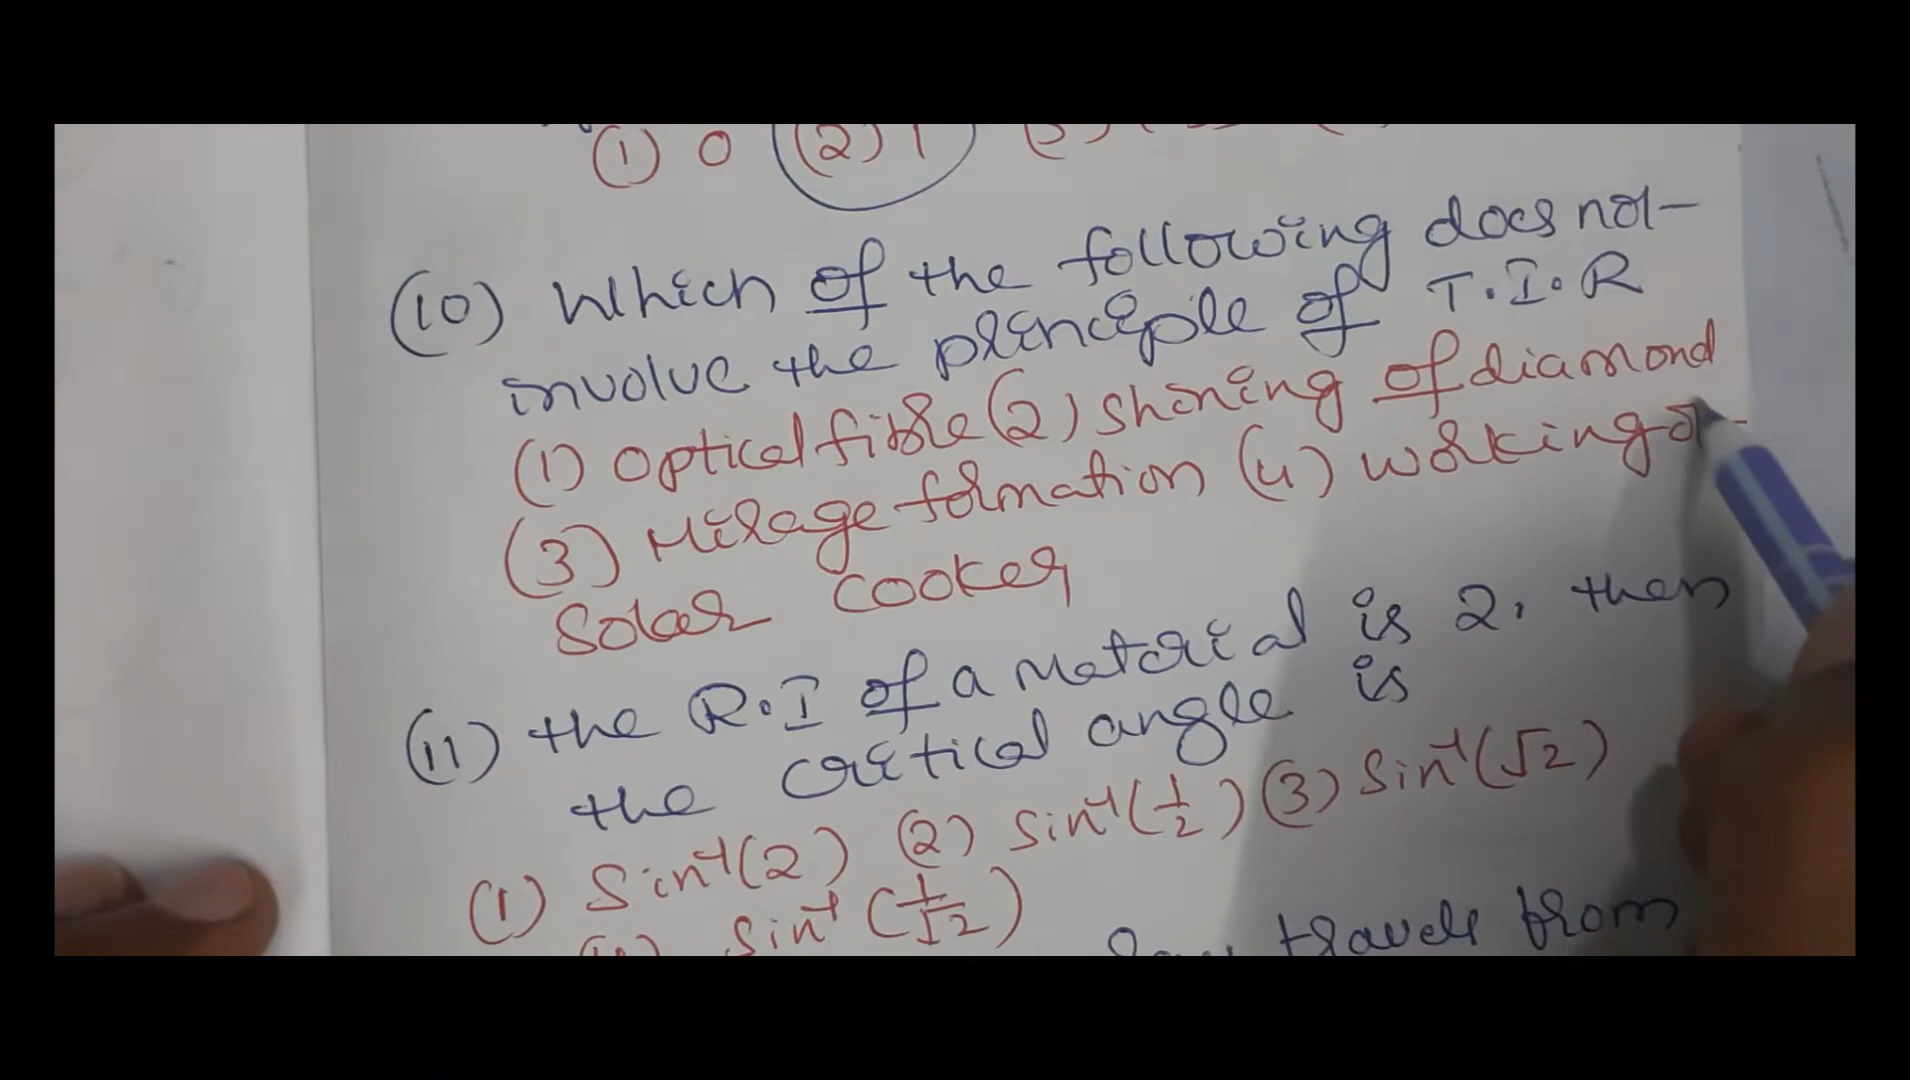 (1) 0 (2) 1
(10) Which of the following does not
involve the principle of T.I.R
(1) Optical fibre (2) Shining of diamond
(3) Mirage formation (4) working of
Solar cooker
(11) the R.I of a material is 2, then
the critical angle is
(1) Sin⁻¹(2) (2) Sin⁻¹(1/2) (3) Sin⁻¹(√2)
(4) Sin⁻¹(1/√2)
travels from